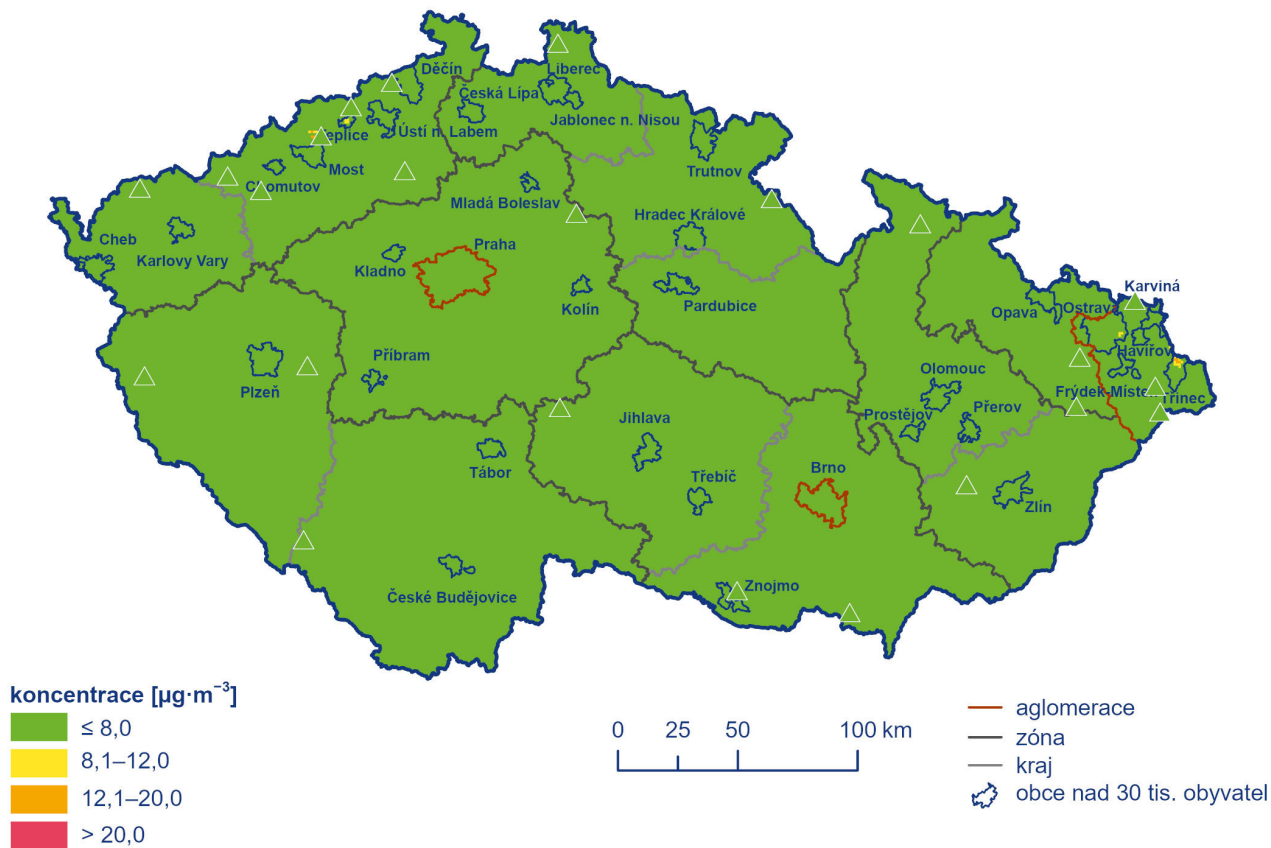 Děčín
Liberec
Česká Lípa
Jablonec n. Nisou
Ústí n. Labem
eplice
Most
Chomutov
Trutnov
Mladá Boleslav
Hradec Králové
Cheb
Karlovy Vary
Praha
Kladno
Kolín
Pardubice
Karviná
Opava
Ostrava
Havířov
Plzeň
Příbram
Olomouc
Frýdek-Místek
Třinec
Prostějov
Přerov
Jihlava
Tábor
Třebíč
Brno
Zlín
České Budějovice
Znojmo
koncentrace [µg·m⁻³]
≤ 8,0
8,1–12,0
12,1–20,0
> 20,0
0 25 50 100 km
aglomerace
zóna
kraj
obce nad 30 tis. obyvatel